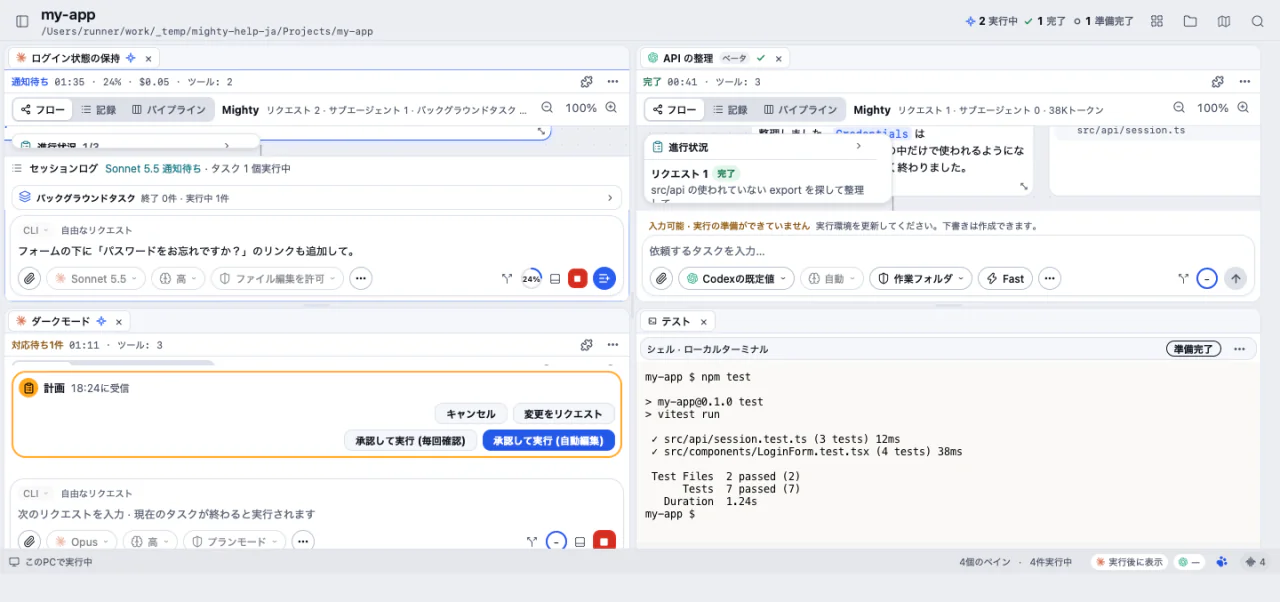 my-app
/Users/runner/work/_temp/mighty-help-ja/Projects/my-app
2 実行中 ✓ 1 完了 ○ 1 準備完了
ログイン状態の保持 ×
通知待ち 01:35 · 24% · $0.05 · ツール: 2 ···
フロー 記録 パイプライン Mighty リクエスト 2 · サブエージェント 1 · バックグラウンドタスク ... 100%
進行状況 1/2 >
セッションログ Sonnet 5.5 通知待ち · タスク 1 個実行中
バックグラウンドタスク 終了 0件 · 実行中 1件 >
CLI 自由なリクエスト
フォームの下に「パスワードをお忘れですか？」のリンクも追加して。
Sonnet 5.5 高 ファイル編集を許可 ··· 24%
API の整理 ベータ ✓ ×
完了 00:41 · ツール: 3 ···
フロー 記録 パイプライン Mighty リクエスト 1 · サブエージェント 0 · 38Kトークン 100%
整理しました。Credentials は
の中だけで使われるようにな
く終わりました。
src/api/session.ts
進行状況 >
リクエスト 1 完了
src/api の使われていない export を探して整理
して
入力可能 · 実行の準備ができていません 実行環境を更新してください。下書きは作成できます。
依頼するタスクを入力...
Codexの既定値 自動 作業フォルダ Fast ··· -
ダークモード ×
対応待ち1件 01:11 · ツール: 3 ···
計画 18:24に受信
キャンセル 変更をリクエスト
承認して実行 (毎回確認) 承認して実行 (自動編集)
CLI 自由なリクエスト
次のリクエストを入力 · 現在のタスクが終わると実行されます
Opus 高 プランモード ··· -
テスト ×
シェル · ローカルターミナル 準備完了 ···
my-app $ npm test
> my-app@0.1.0 test
> vitest run
✓ src/api/session.test.ts (3 tests) 12ms
✓ src/components/LoginForm.test.tsx (4 tests) 38ms
Test Files 2 passed (2)
Tests 7 passed (7)
Duration 1.24s
my-app $
このPCで実行中
4個のペイン · 4件実行中 実行後に表示 — 4